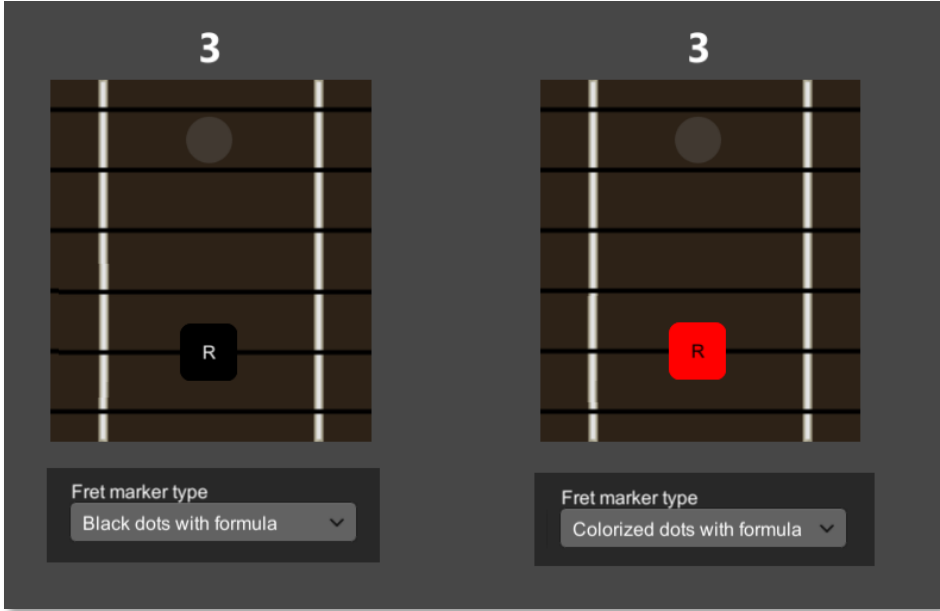 3
R
Fret marker type
Black dots with formula
3
R
Fret marker type
Colorized dots with formula